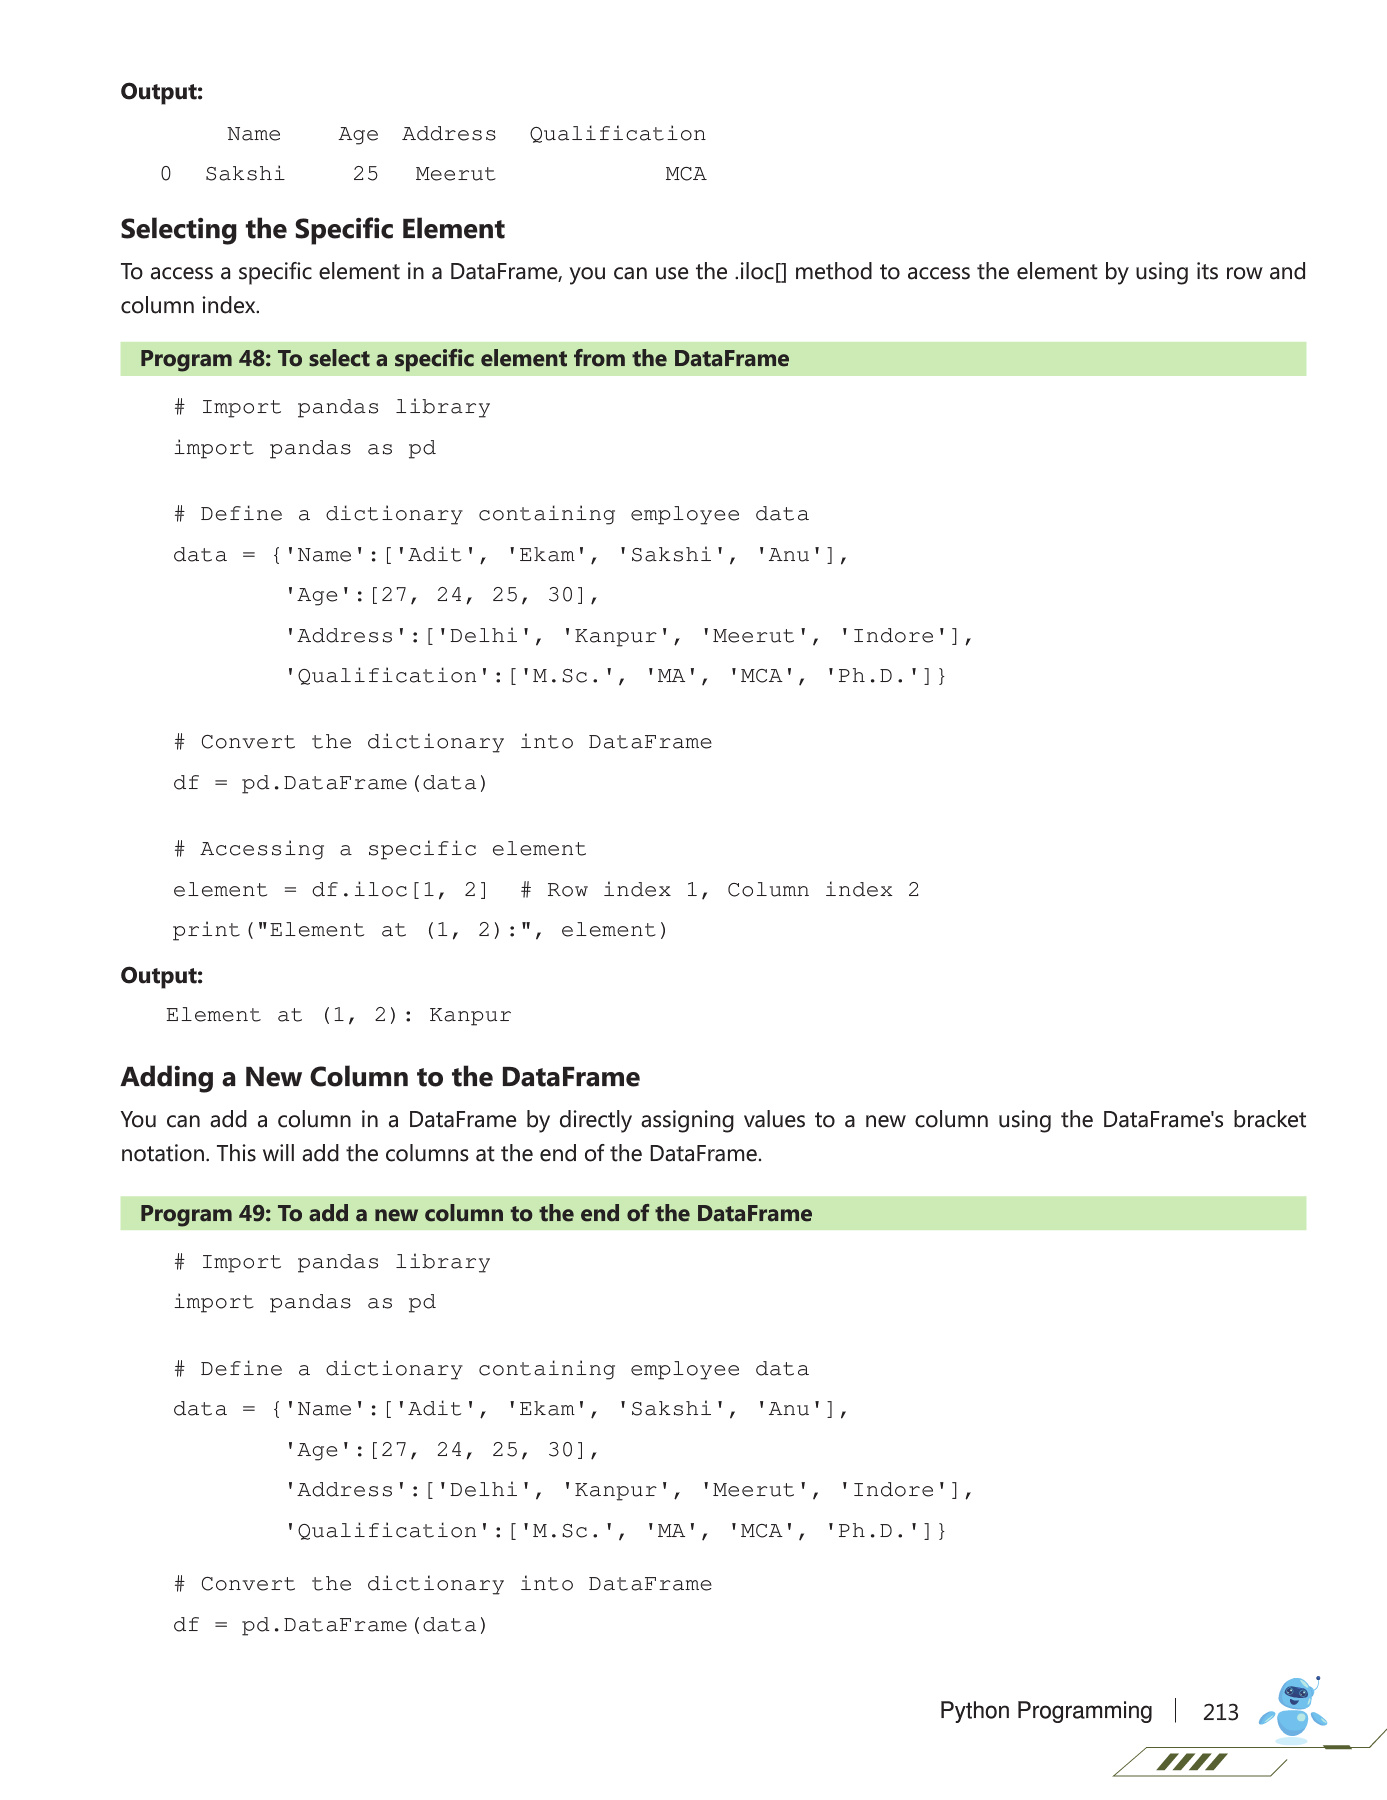 Output:
Name Age Address Qualification
0 Sakshi 25 Meerut MCA
Selecting the Specific Element
To access a specific element in a DataFrame, you can use the .iloc[] method to access the element by using its row and
column index.
Program 48: To select a specific element from the DataFrame
# Import pandas library
import pandas as pd
# Define a dictionary containing employee data
data = {'Name':['Adit', 'Ekam', 'Sakshi', 'Anu'],
'Age':[27, 24, 25, 30],
'Address':['Delhi', 'Kanpur', 'Meerut', 'Indore'],
'Qualification':['M.Sc.', 'MA', 'MCA', 'Ph.D.']}
# Convert the dictionary into DataFrame
df = pd.DataFrame(data)
# Accessing a specific element
element = df.iloc[1, 2]  # Row index 1, Column index 2
print("Element at (1, 2):", element)
Output:
Element at (1, 2): Kanpur
Adding a New Column to the DataFrame
You can add a column in a DataFrame by directly assigning values to a new column using the DataFrame's bracket
notation. This will add the columns at the end of the DataFrame.
Program 49: To add a new column to the end of the DataFrame
# Import pandas library
import pandas as pd
# Define a dictionary containing employee data
data = {'Name':['Adit', 'Ekam', 'Sakshi', 'Anu'],
'Age':[27, 24, 25, 30],
'Address':['Delhi', 'Kanpur', 'Meerut', 'Indore'],
'Qualification':['M.Sc.', 'MA', 'MCA', 'Ph.D.']}
# Convert the dictionary into DataFrame
df = pd.DataFrame(data)
Python Programming 213